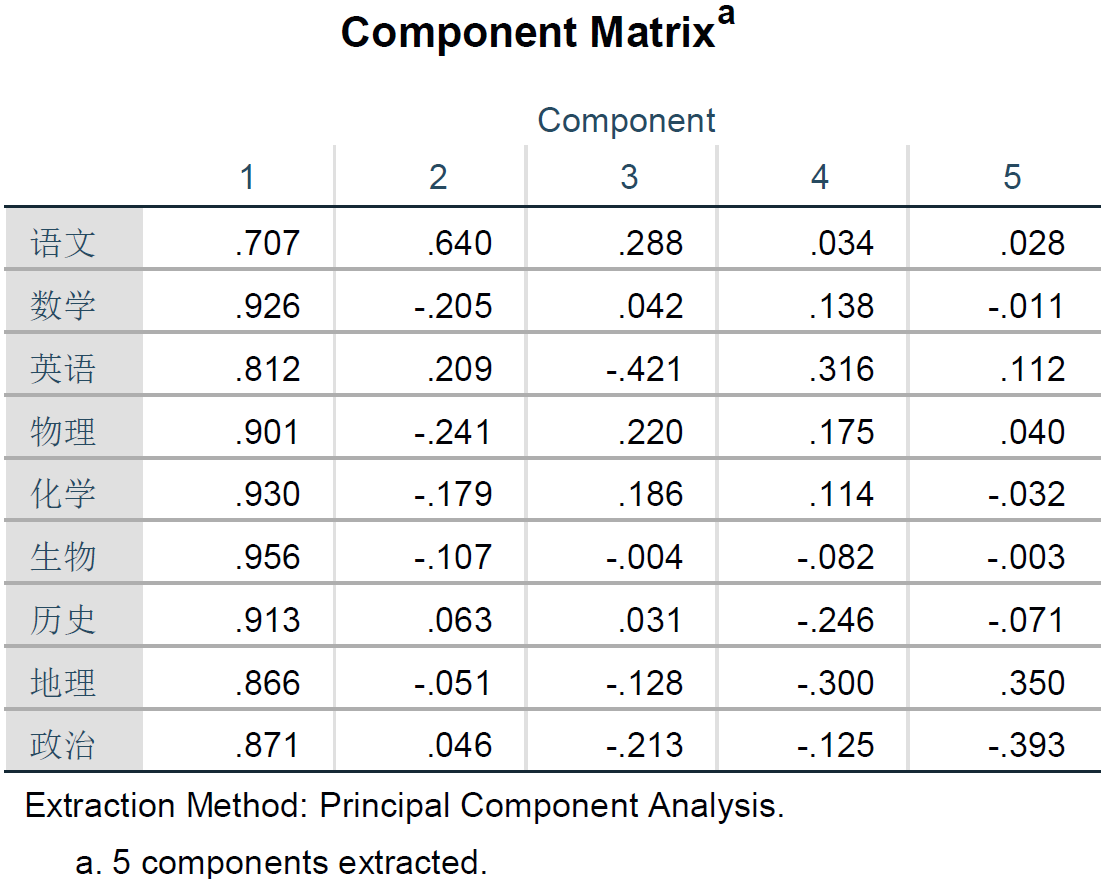 Component Matrixa
Component
1 2 3 4 5
语文 .707 .640 .288 .034 .028
数学 .926 -.205 .042 .138 -.011
英语 .812 .209 -.421 .316 .112
物理 .901 -.241 .220 .175 .040
化学 .930 -.179 .186 .114 -.032
生物 .956 -.107 -.004 -.082 -.003
历史 .913 .063 .031 -.246 -.071
地理 .866 -.051 -.128 -.300 .350
政治 .871 .046 -.213 -.125 -.393
Extraction Method: Principal Component Analysis.
a. 5 components extracted.